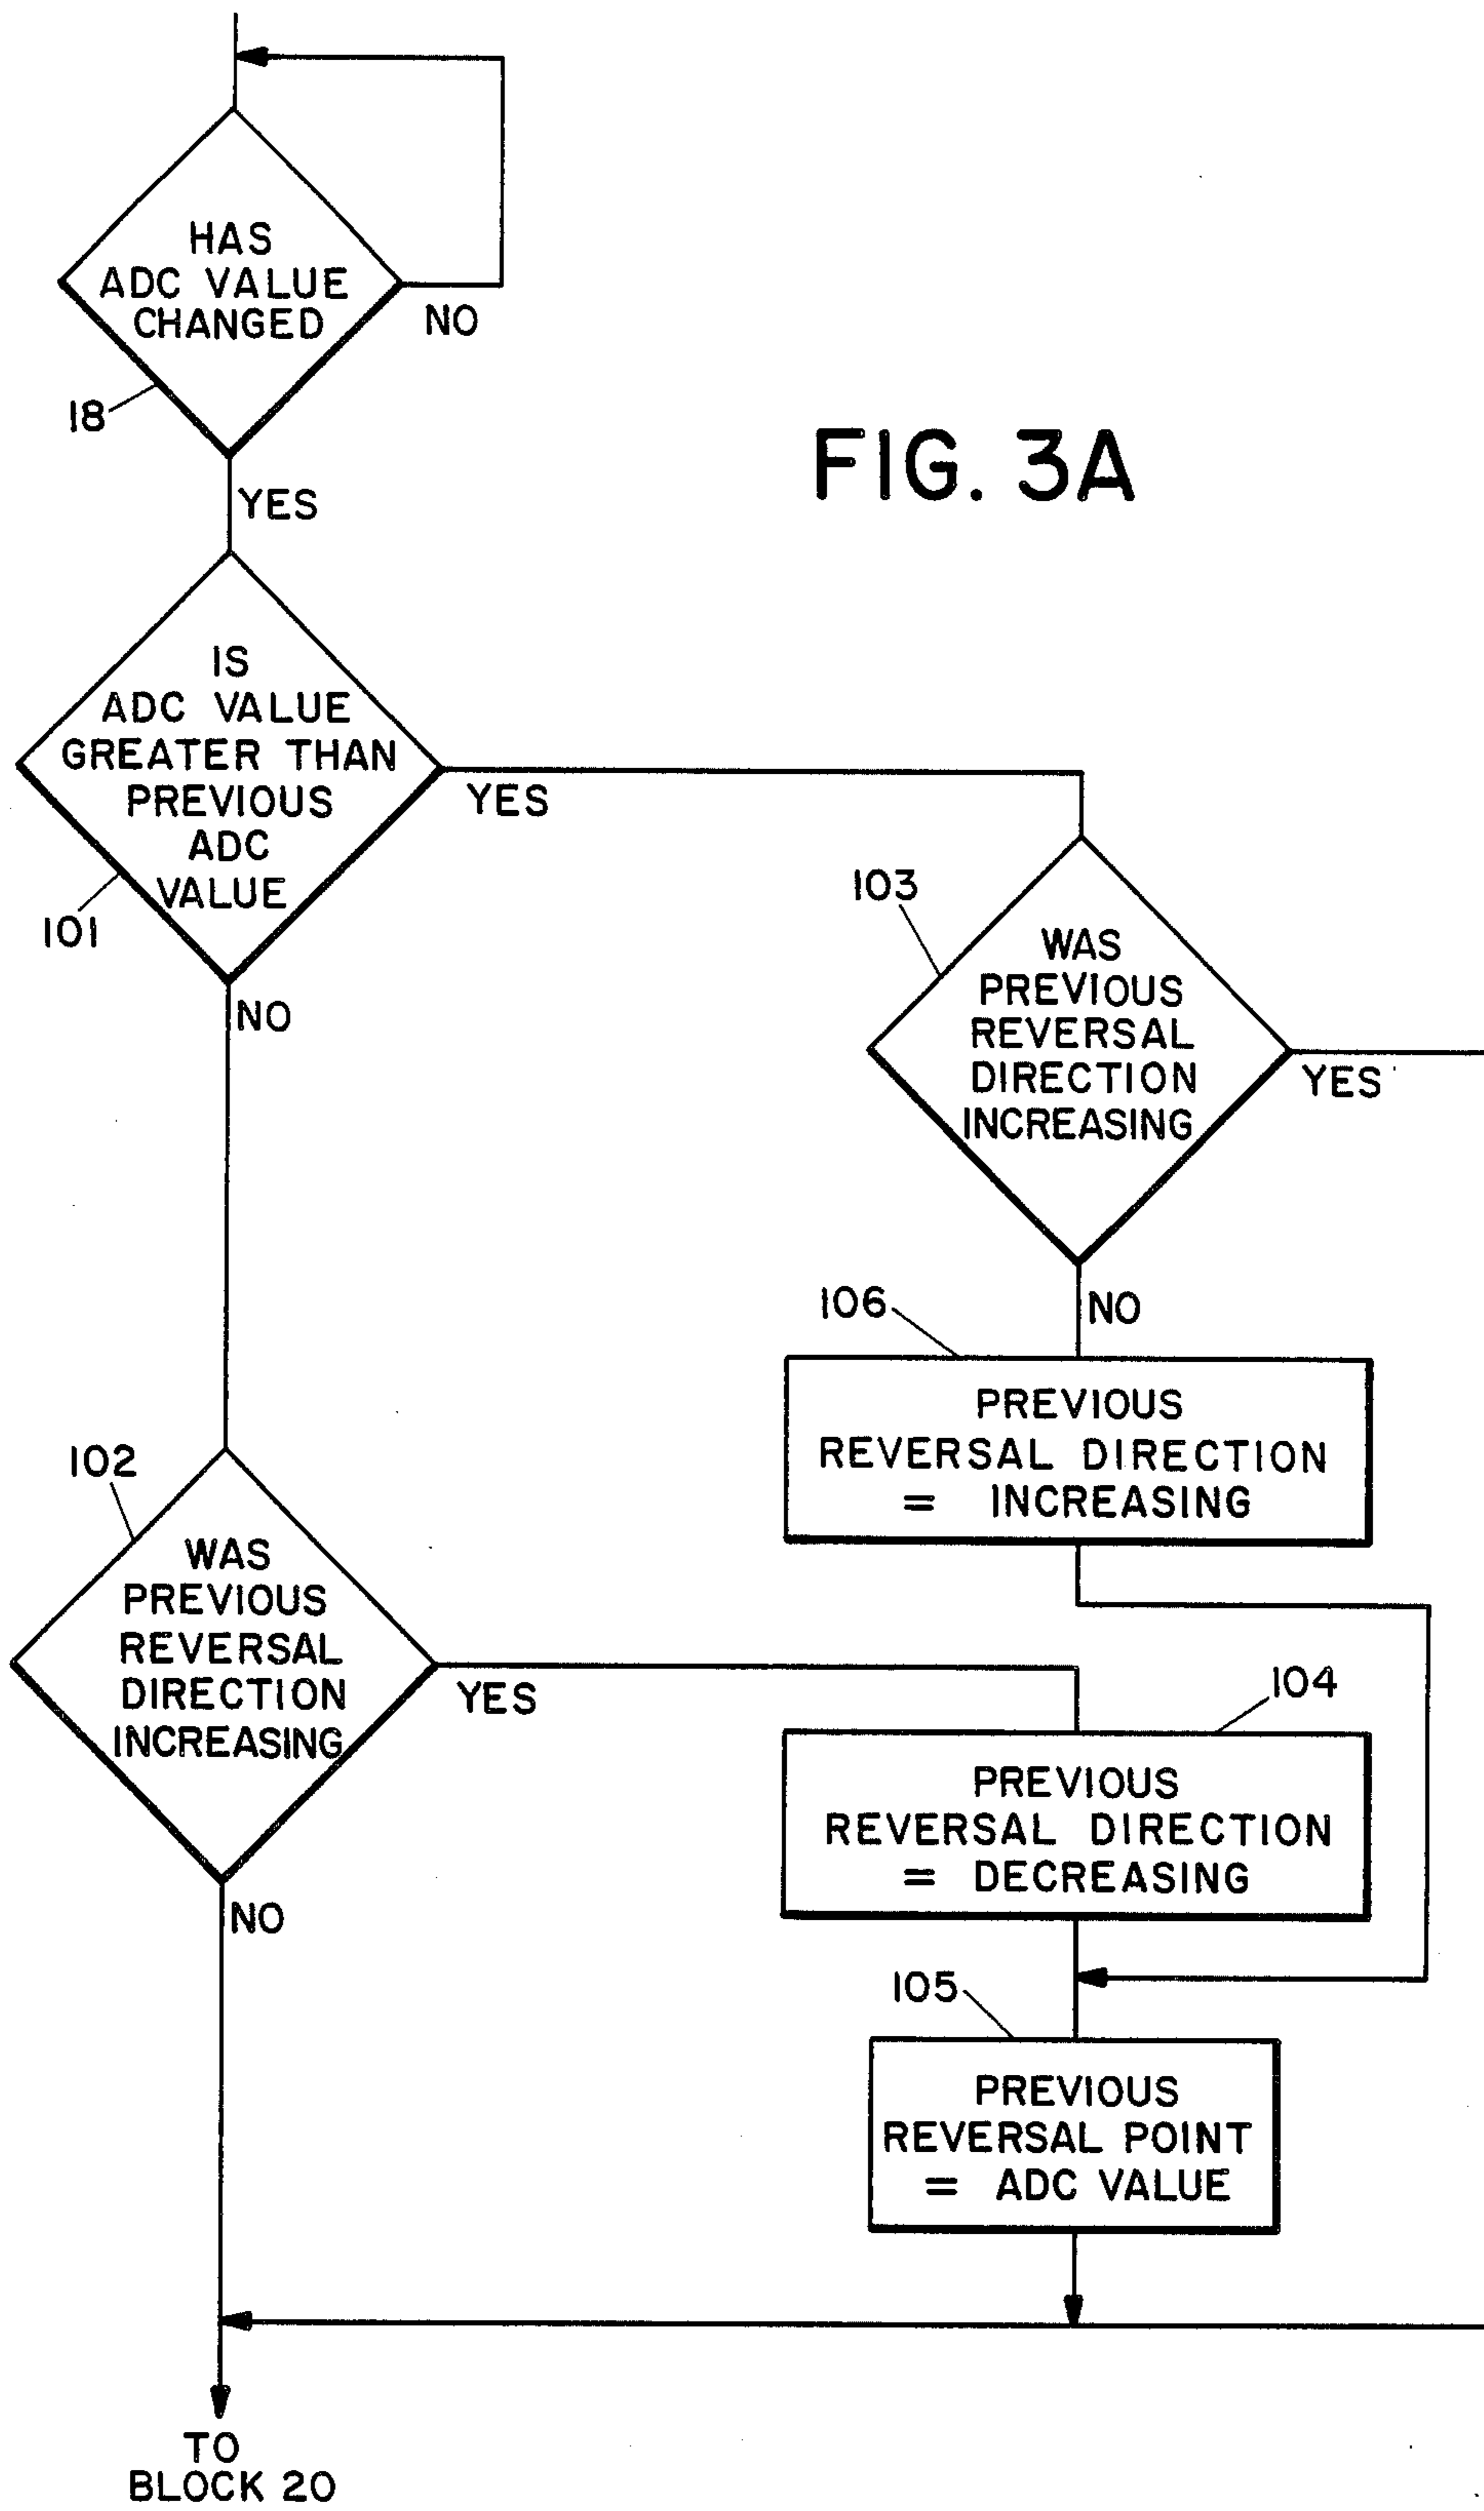 HAS
ADC VALUE
CHANGED
NO
18
YES
FIG. 3A
IS
ADC VALUE
GREATER THAN
PREVIOUS
ADC
VALUE
YES
101
NO
103
WAS
PREVIOUS
REVERSAL
DIRECTION
INCREASING
YES
NO
106
PREVIOUS
REVERSAL DIRECTION
= INCREASING
102
WAS
PREVIOUS
REVERSAL
DIRECTION
INCREASING
YES
NO
104
PREVIOUS
REVERSAL DIRECTION
= DECREASING
105
PREVIOUS
REVERSAL POINT
= ADC VALUE
TO
BLOCK 20